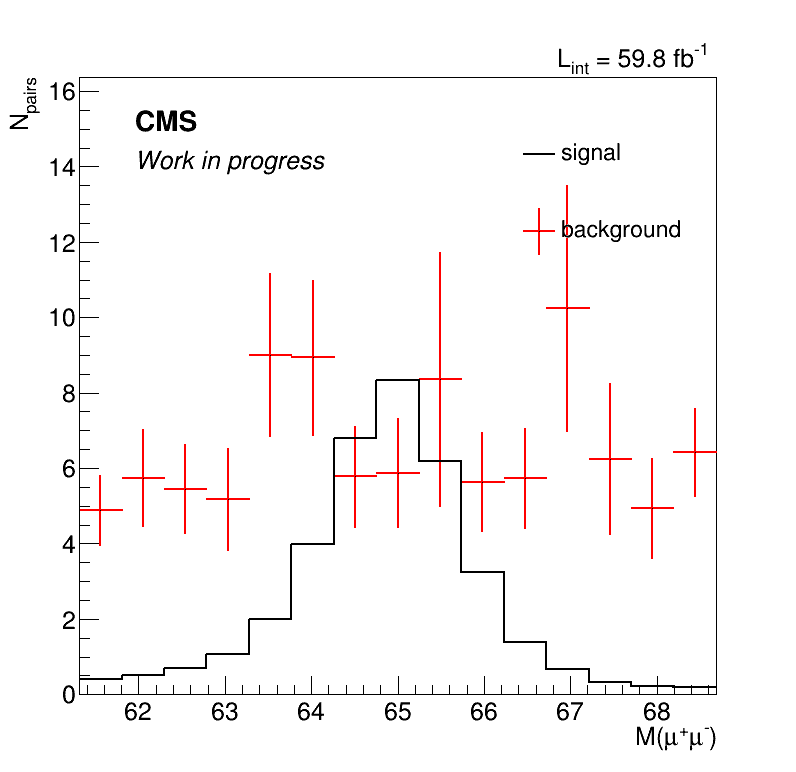 L_int = 59.8 fb^-1
N_pairs
CMS
Work in progress
signal
background
16
14
12
10
8
6
4
2
0
62 63 64 65 66 67 68
M(μ⁺μ⁻)